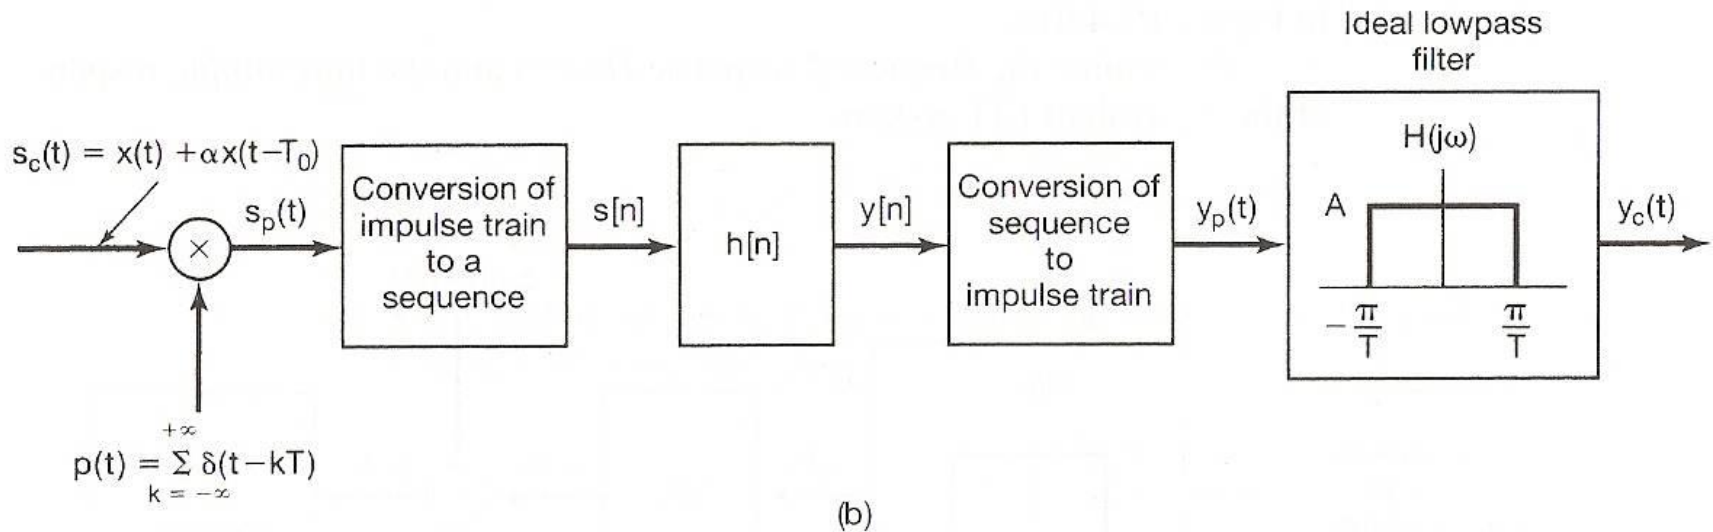 Ideal lowpass
filter
s_c(t) = x(t) + αx(t–T_0)
s_p(t)
Conversion of
impulse train
to a
sequence
s[n]
h[n]
y[n]
Conversion of
sequence
to
impulse train
y_p(t)
H(jω)
A
–π/T
π/T
y_c(t)
×
+∞
p(t) = Σ δ(t–kT)
k = –∞
(b)